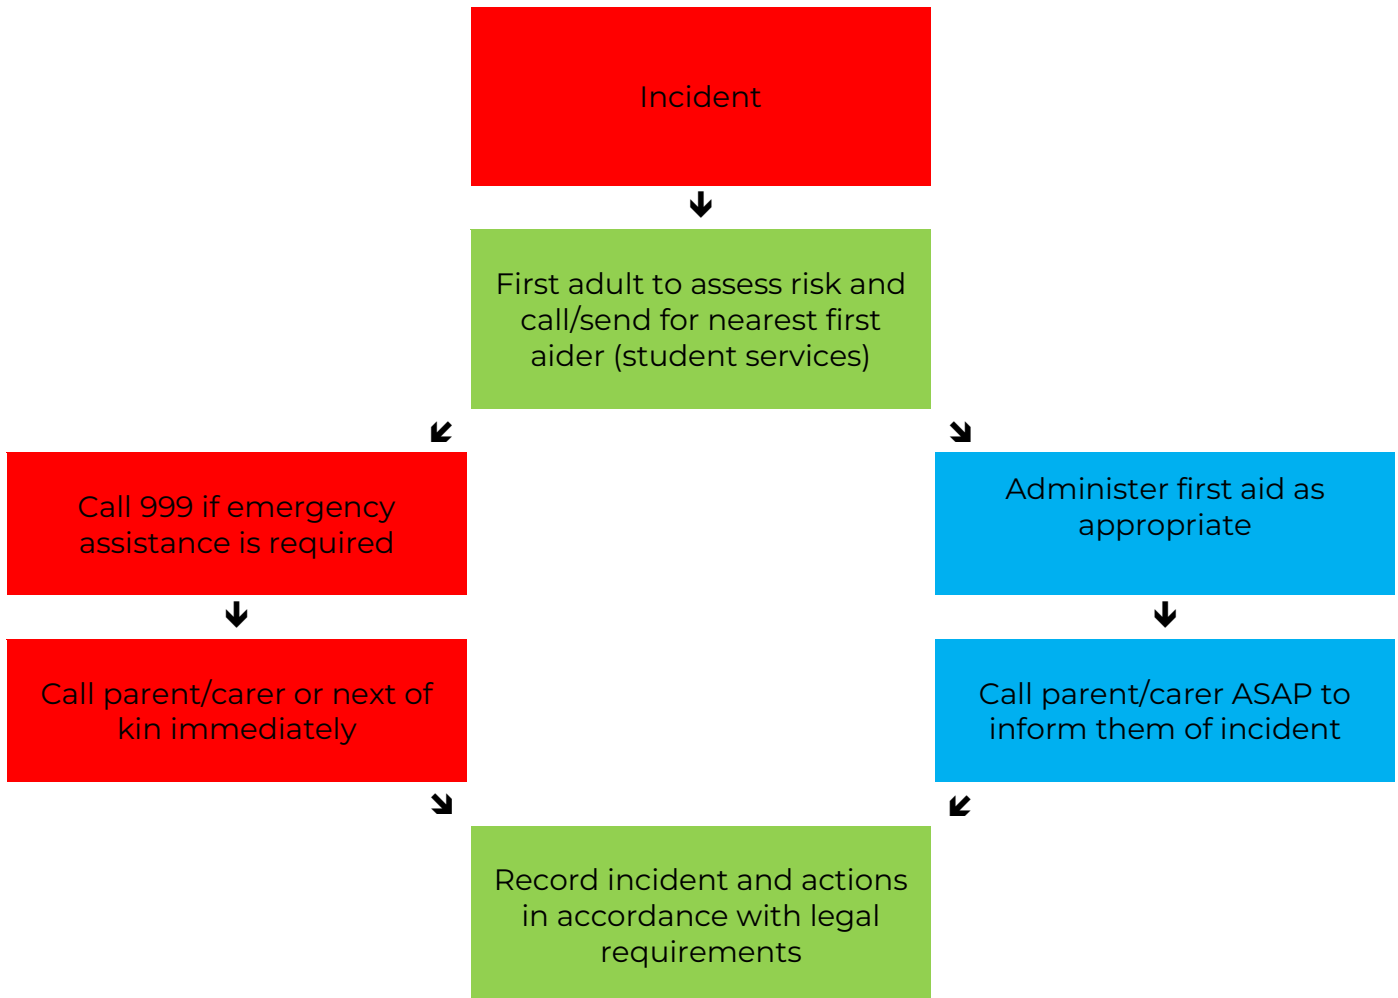 Incident
First adult to assess risk and
call/send for nearest first
aider (student services)
Call 999 if emergency
assistance is required
Administer first aid as
appropriate
Call parent/carer or next of
kin immediately
Call parent/carer ASAP to
inform them of incident
Record incident and actions
in accordance with legal
requirements